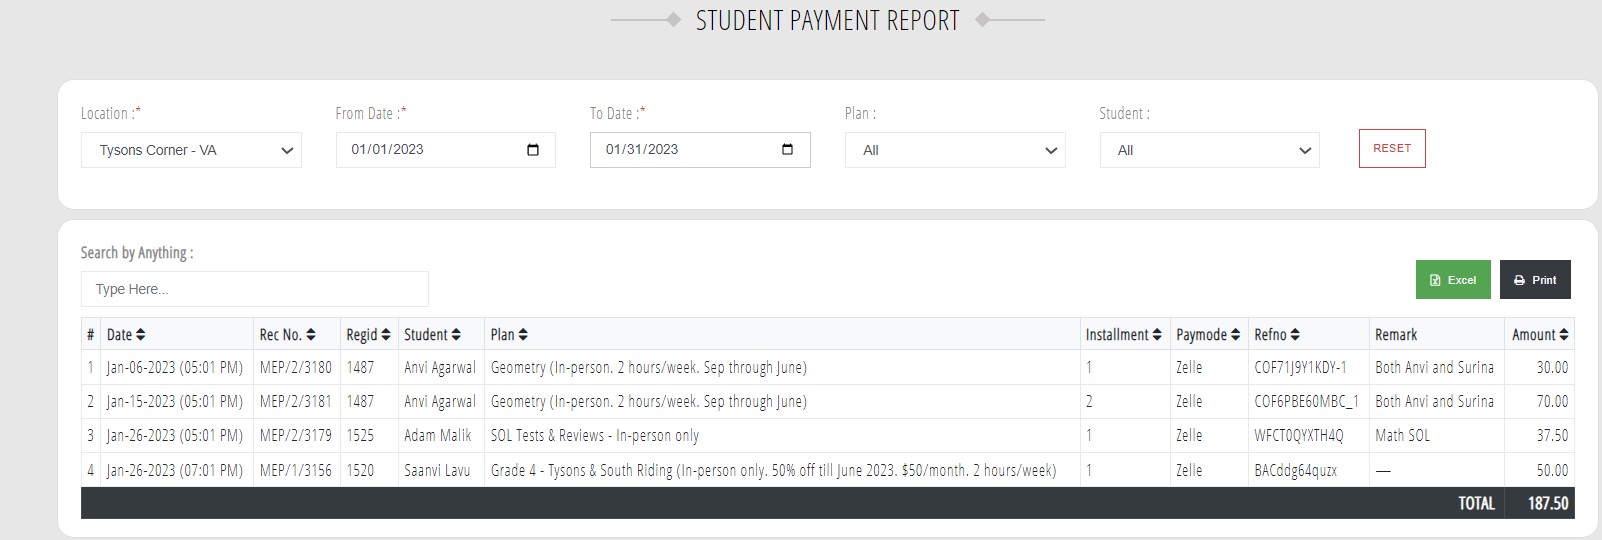 STUDENT PAYMENT REPORT
Location :* From Date :* To Date :* Plan : Student :
Tysons Corner - VA 01/01/2023 01/31/2023 All All RESET
Search by Anything :
Type Here... Excel Print
# Date Rec No. Regid Student Plan Installment Paymode Refno Remark Amount
1 Jan-06-2023 (05:01 PM) MEP/2/3180 1487 Anvi Agarwal Geometry (In-person. 2 hours/week. Sep through June) 1 Zelle COF71J9Y1KDY-1 Both Anvi and Surina 30.00
2 Jan-15-2023 (05:01 PM) MEP/2/3181 1487 Anvi Agarwal Geometry (In-person. 2 hours/week. Sep through June) 2 Zelle COF6PBE60MBC_1 Both Anvi and Surina 70.00
3 Jan-26-2023 (05:01 PM) MEP/2/3179 1525 Adam Malik SOL Tests & Reviews - In-person only 1 Zelle WFCT0QYXTH4Q Math SOL 37.50
4 Jan-26-2023 (07:01 PM) MEP/1/3156 1520 Saanvi Lavu Grade 4 - Tysons & South Riding (In-person only. 50% off till June 2023. $50/month. 2 hours/week) 1 Zelle BACddg64quzx — 50.00
TOTAL 187.50